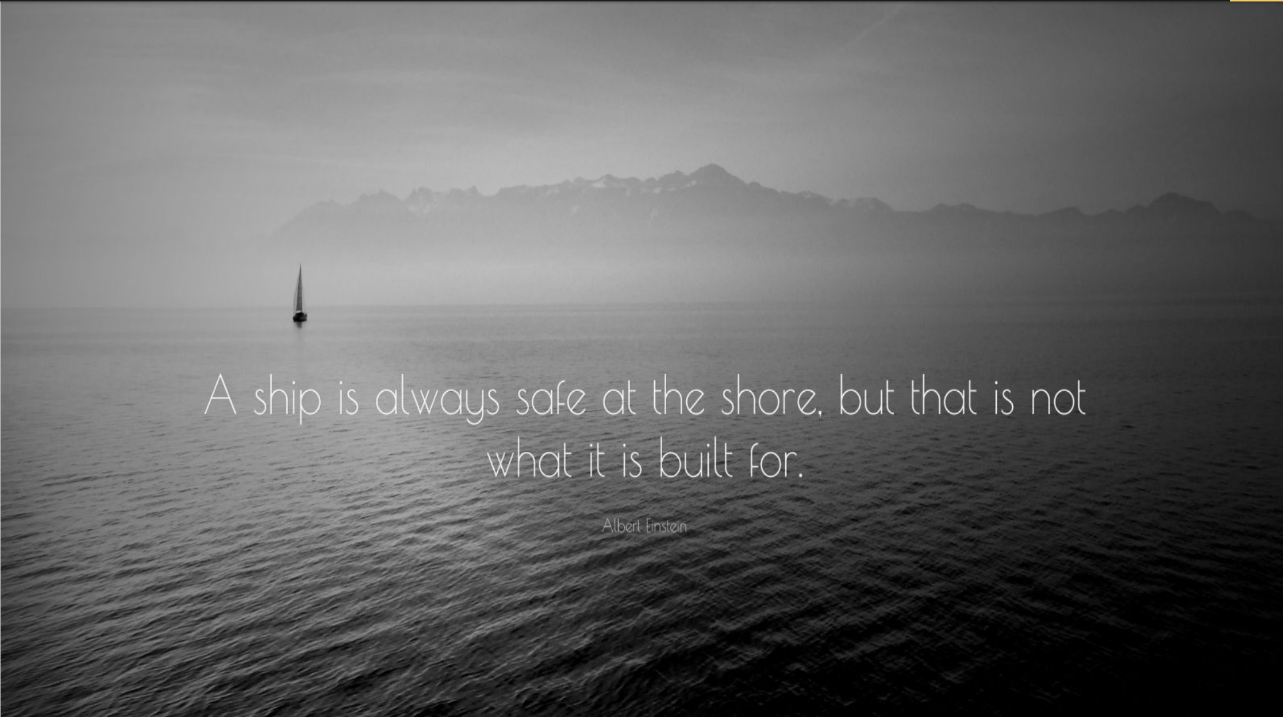 A ship is always safe at the shore, but that is not
what it is built for.
Albert Einstein